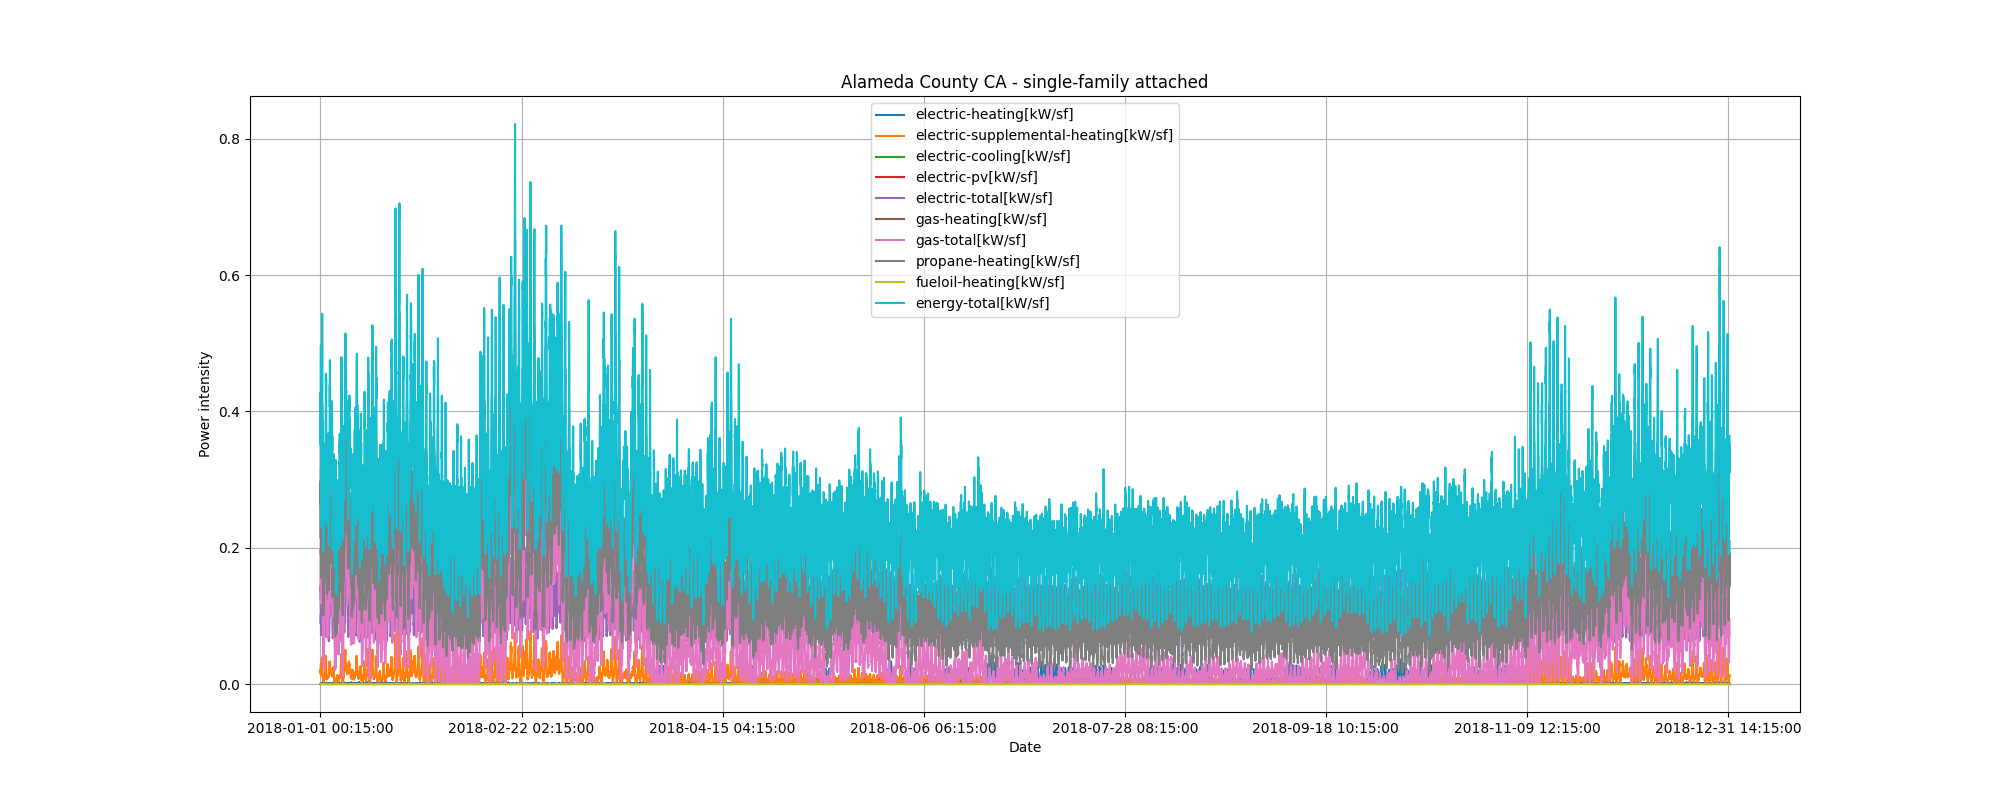 Alameda County CA - single-family attached
electric-heating[kW/sf]
electric-supplemental-heating[kW/sf]
electric-cooling[kW/sf]
electric-pv[kW/sf]
electric-total[kW/sf]
gas-heating[kW/sf]
gas-total[kW/sf]
propane-heating[kW/sf]
fueloil-heating[kW/sf]
energy-total[kW/sf]
Power intensity
0.8
0.6
0.4
0.2
0.0
2018-01-01 00:15:00 2018-02-22 02:15:00 2018-04-15 04:15:00 2018-06-06 06:15:00 2018-07-28 08:15:00 2018-09-18 10:15:00 2018-11-09 12:15:00 2018-12-31 14:15:00
Date